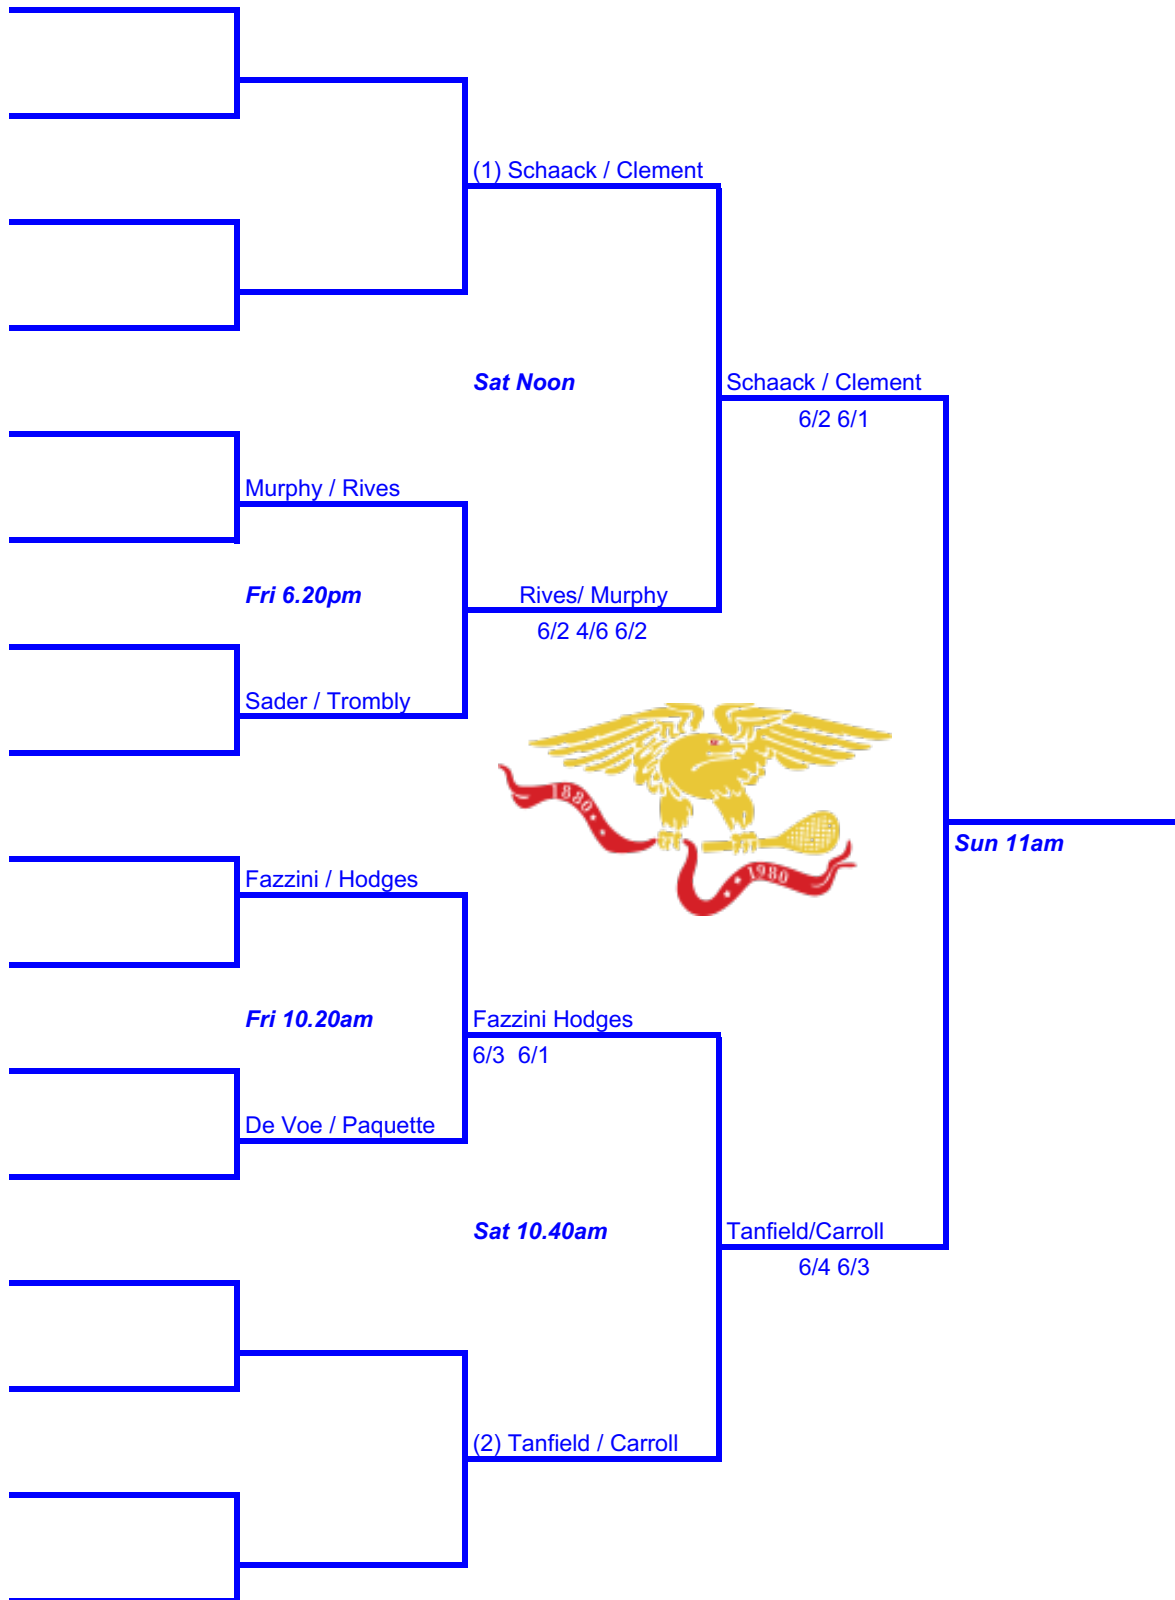 (1) Schaack / Clement
Sat Noon
Schaack / Clement
6/2 6/1
Murphy / Rives
Fri 6.20pm
Rives/ Murphy
6/2 4/6 6/2
Sader / Trombly
1880
1980
Sun 11am
Fazzini / Hodges
Fri 10.20am
Fazzini Hodges
6/3  6/1
De Voe / Paquette
Sat 10.40am
Tanfield/Carroll
6/4 6/3
(2) Tanfield / Carroll